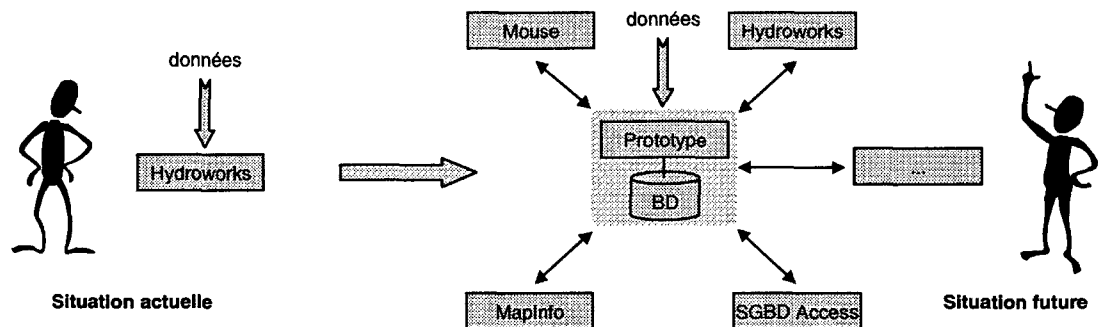 données
Mouse
Hydroworks
données
Hydroworks
Prototype
BD
...
MapInfo
SGBD Access
Situation actuelle
Situation future